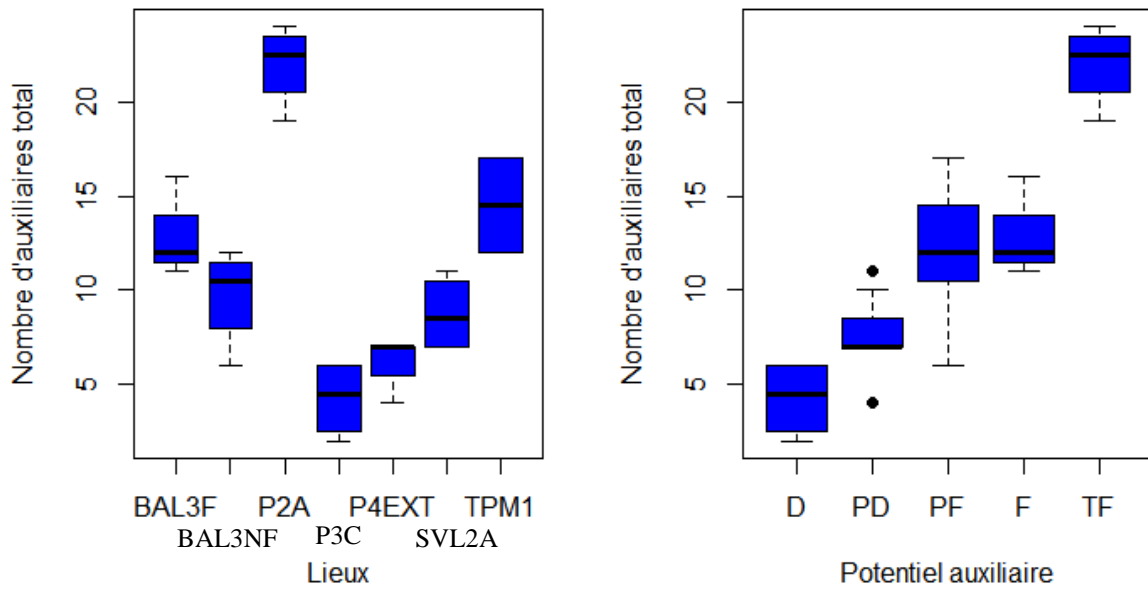 Nombre d'auxiliaires total
20
15
10
5
BAL3F P2A P4EXT TPM1
BAL3NF P3C SVL2A
Lieux
Nombre d'auxiliaires total
20
15
10
5
D PD PF F TF
Potentiel auxiliaire